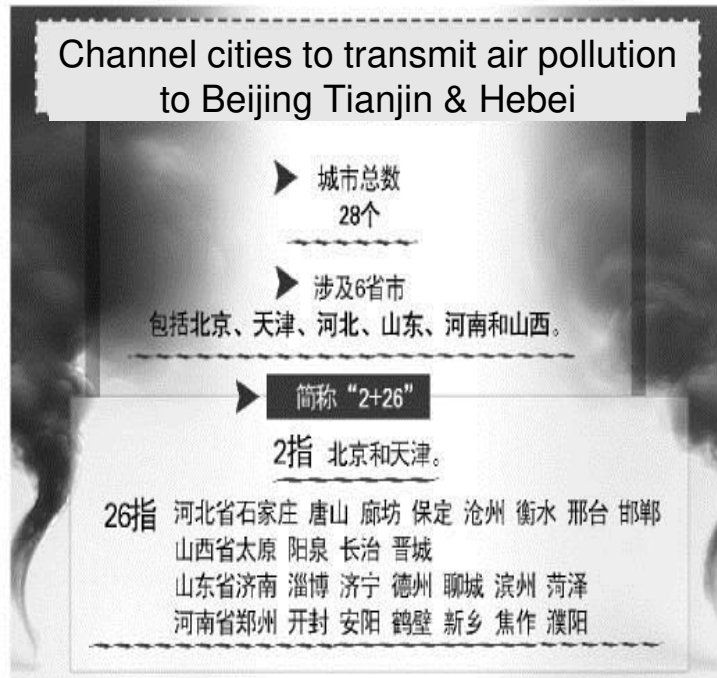 Channel cities to transmit air pollution
to Beijing Tianjin & Hebei
城市总数
28个
涉及6省市
包括北京、天津、河北、山东、河南和山西。
简称“2+26”
2指 北京和天津。
26指 河北省石家庄 唐山 廊坊 保定 沧州 衡水 邢台 邯郸
山西省太原 阳泉 长治 晋城
山东省济南 淄博 济宁 德州 聊城 滨州 菏泽
河南省郑州 开封 安阳 鹤壁 新乡 焦作 濮阳